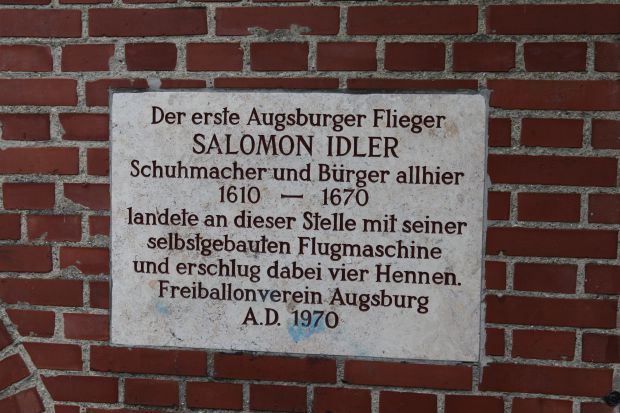 Der erste Augsburger Flieger
SALOMON IDLER
Schuhmacher und Bürger allhier
1610 — 1670
landete an dieser Stelle mit seiner
selbstgebauten Flugmaschine
und erschlug dabei vier Hennen.
Freiballonverein Augsburg
A.D. 1970